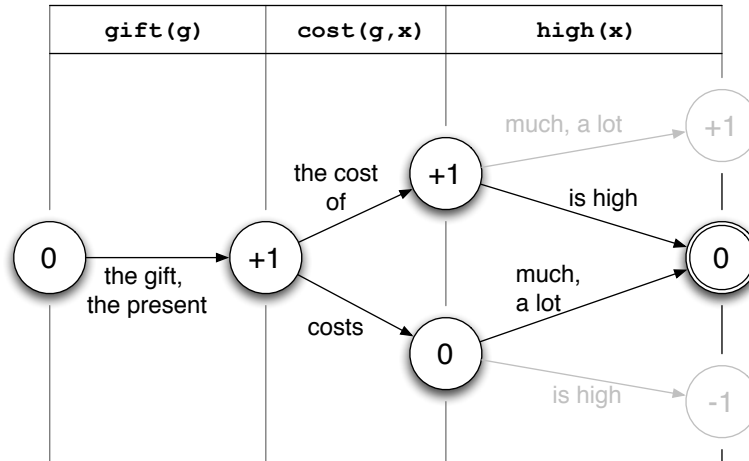 gift(g) cost(g,x) high(x)
much, a lot
+1
the cost
of
+1
is high
0
the gift,
the present
+1
much,
a lot
0
costs
0
is high
-1